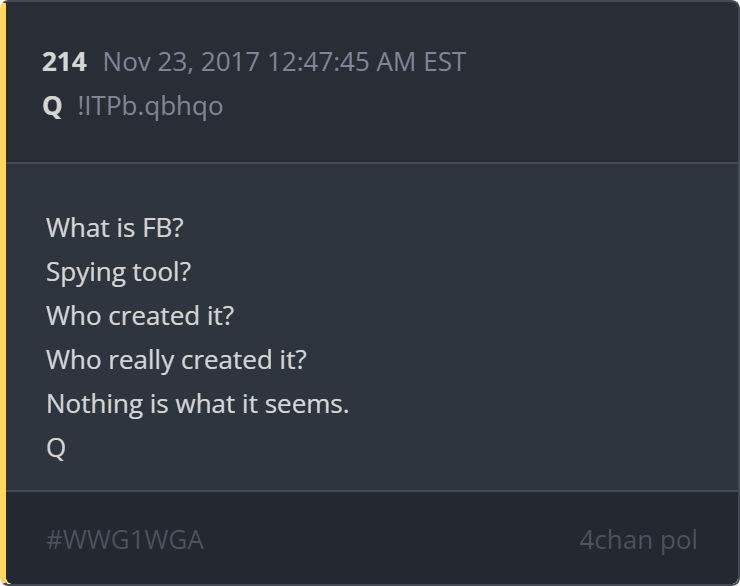 214 Nov 23, 2017 12:47:45 AM EST
Q !ITPb.qbhqo
What is FB?
Spying tool?
Who created it?
Who really created it?
Nothing is what it seems.
Q
#WWG1WGA 4chan pol